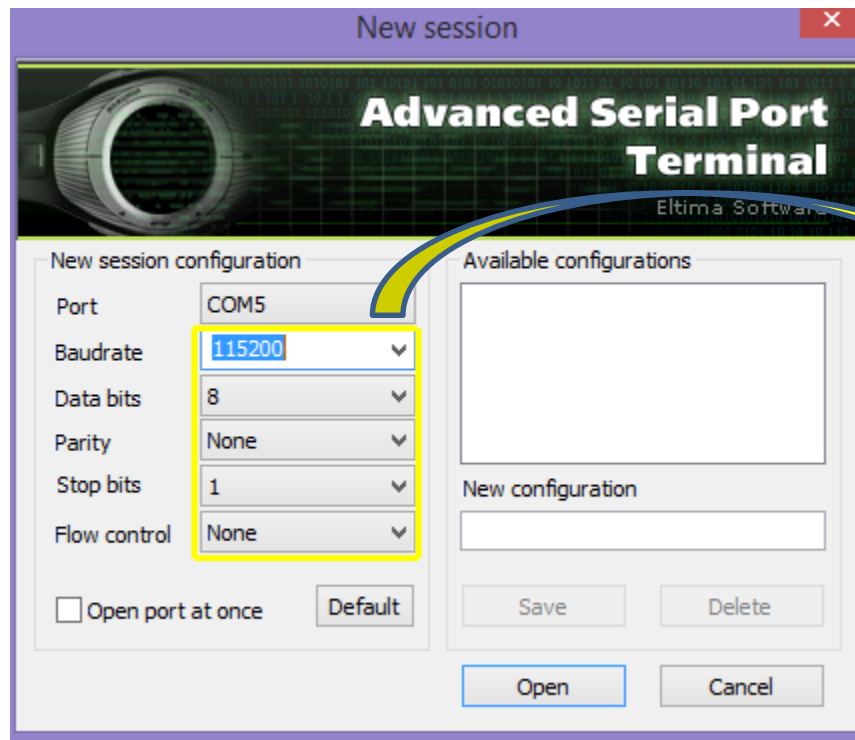 New session
Advanced Serial Port
Terminal
Eltima Software
New session configuration
Port COM5
Baudrate 115200
Data bits 8
Parity None
Stop bits 1
Flow control None
Open port at once Default
Available configurations
New configuration
Save Delete
Open Cancel